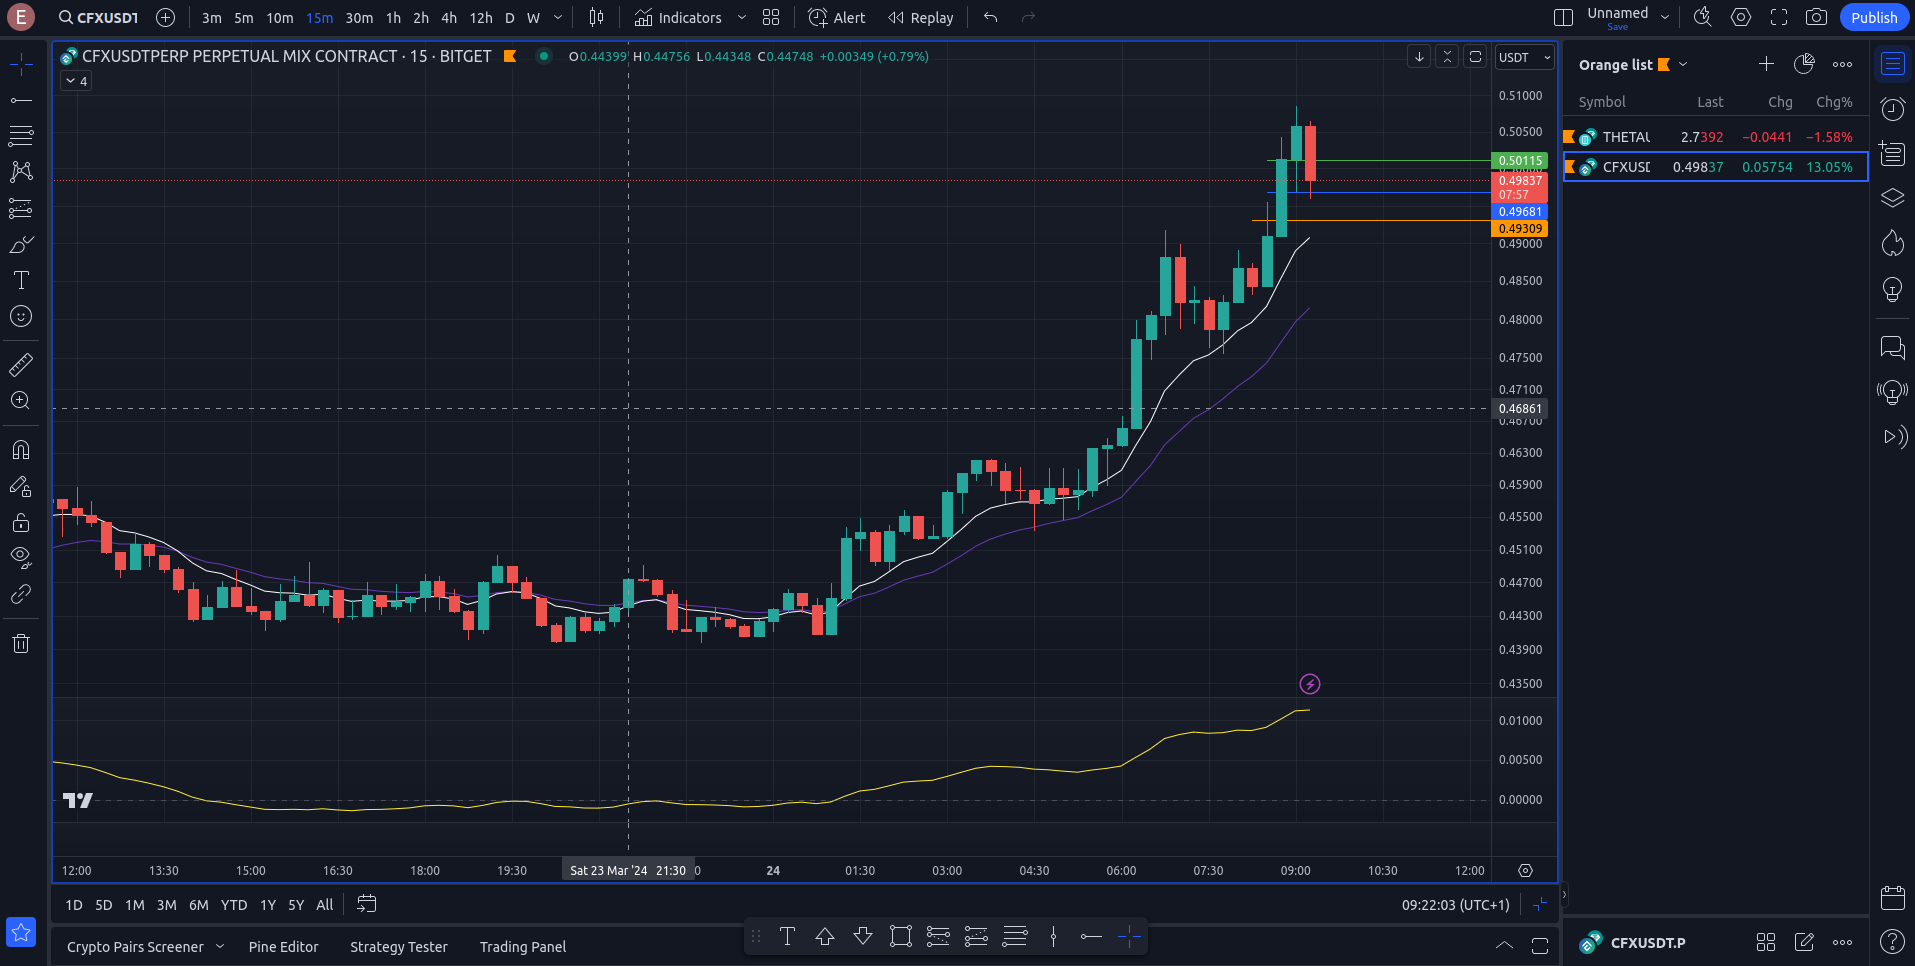 E CFXUSDT 3m 5m 10m 15m 30m 1h 2h 4h 12h D W Indicators Alert Replay Unnamed Save Publish
CFXUSDTPERP PERPETUAL MIX CONTRACT · 15 · BITGET O0.44399 H0.44756 L0.44348 C0.44748 +0.00349 (+0.79%)
4
USDT
0.51000
0.50500
0.50115
0.49837
07:57
0.49681
0.49309
0.49000
0.48500
0.48000
0.47500
0.47100
0.46861
0.46700
0.46300
0.45900
0.45500
0.45100
0.44700
0.44300
0.43900
0.43500
0.01000
0.00500
0.00000
12:00 13:30 15:00 16:30 18:00 19:30 Sat 23 Mar '24 21:30 0 24 01:30 03:00 04:30 06:00 07:30 09:00 10:30 12:00
1D 5D 1M 3M 6M YTD 1Y 5Y All 09:22:03 (UTC+1)
Crypto Pairs Screener Pine Editor Strategy Tester Trading Panel
Orange list
Symbol Last Chg Chg%
THETAU 2.7392 −0.0441 −1.58%
CFXUSD 0.49837 0.05754 13.05%
CFXUSDT.P